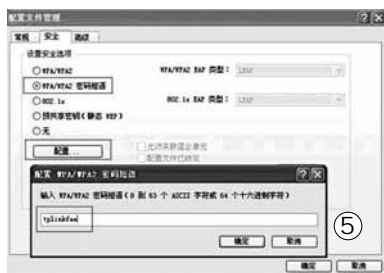 配置文件管理
常规 安全 高级
设置安全选项
WPA/WPA2 WPA/WPA2 EAP 类型: LEAP
WPA/WPA2 密码短语
802.1x 802.1x EAP 类型: LEAP
预共享密钥(静态 WEP)
无
配置... 允许关联混合单元
配置文件已锁定
配置 WPA/WPA2 密码短语
输入 WPA/WPA2 密码短语(8 到 63 个 ASCII 字符或 64 个十六进制字符)
tplinkfae
确定 取消
⑤
确定 取消